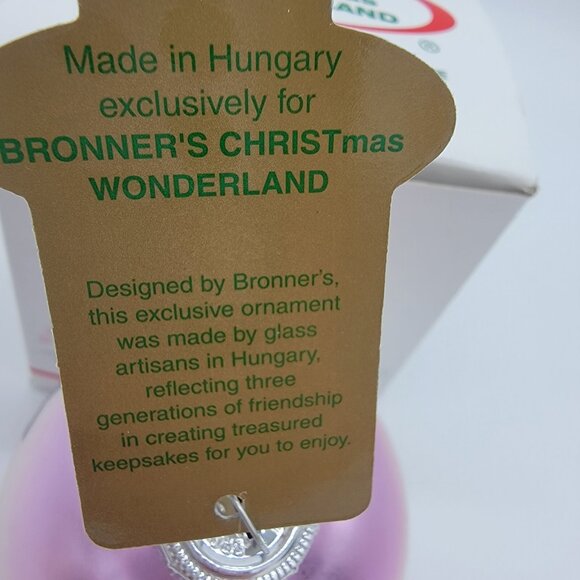 LAND
®
Made in Hungary
exclusively for
BRONNER'S CHRISTmas
WONDERLAND
Designed by Bronner's,
this exclusive ornament
was made by glass
artisans in Hungary,
reflecting three
generations of friendship
in creating treasured
keepsakes for you to enjoy.